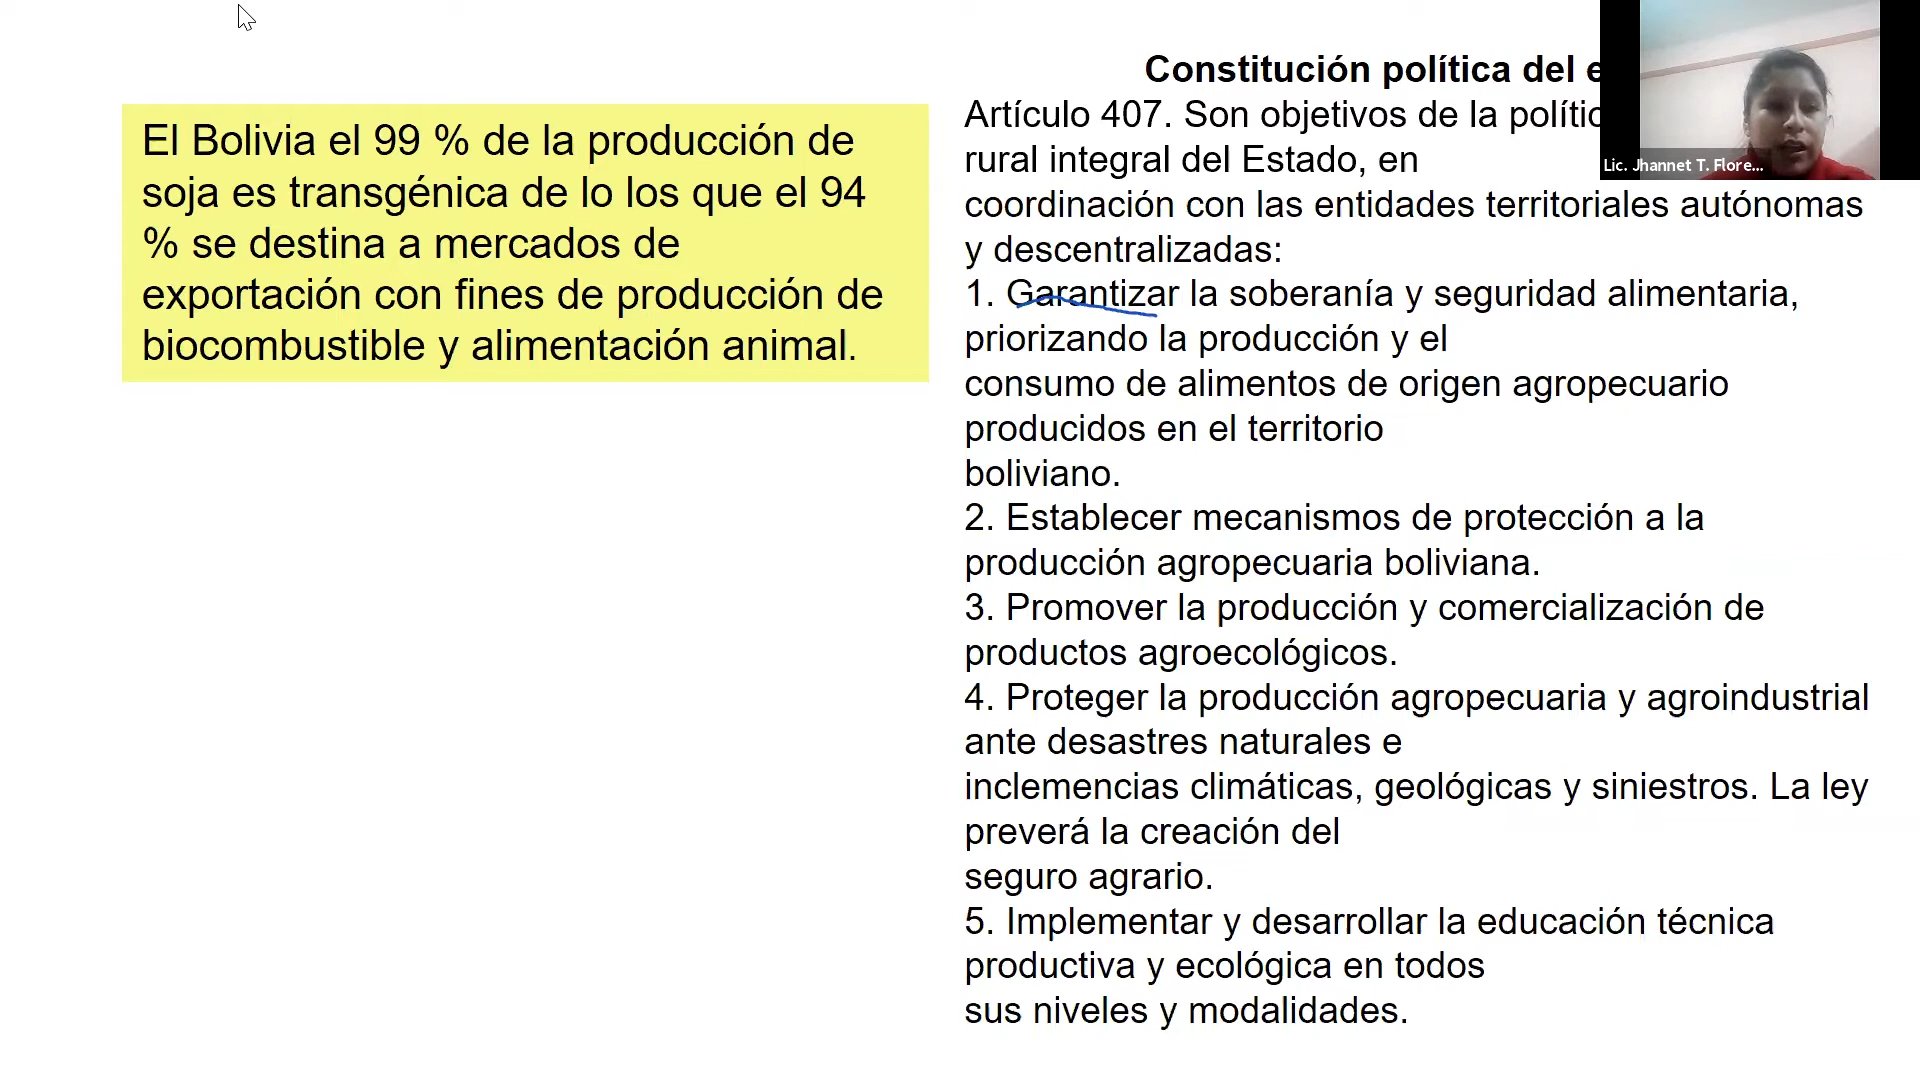 El Bolivia el 99 % de la producción de
soja es transgénica de lo los que el 94
% se destina a mercados de
exportación con fines de producción de
biocombustible y alimentación animal.
Constitución política del
Artículo 407. Son objetivos de la
rural integral del Estado, en
coordinación con las entidades territoriales autónomas
y descentralizadas:
1. Garantizar la soberanía y seguridad alimentaria,
priorizando la producción y el
consumo de alimentos de origen agropecuario
producidos en el territorio
boliviano.
2. Establecer mecanismos de protección a la
producción agropecuaria boliviana.
3. Promover la producción y comercialización de
productos agroecológicos.
4. Proteger la producción agropecuaria y agroindustrial
ante desastres naturales e
inclemencias climáticas, geológicas y siniestros. La ley
preverá la creación del
seguro agrario.
5. Implementar y desarrollar la educación técnica
productiva y ecológica en todos
sus niveles y modalidades.
Lic. Jhannet T. Flore...